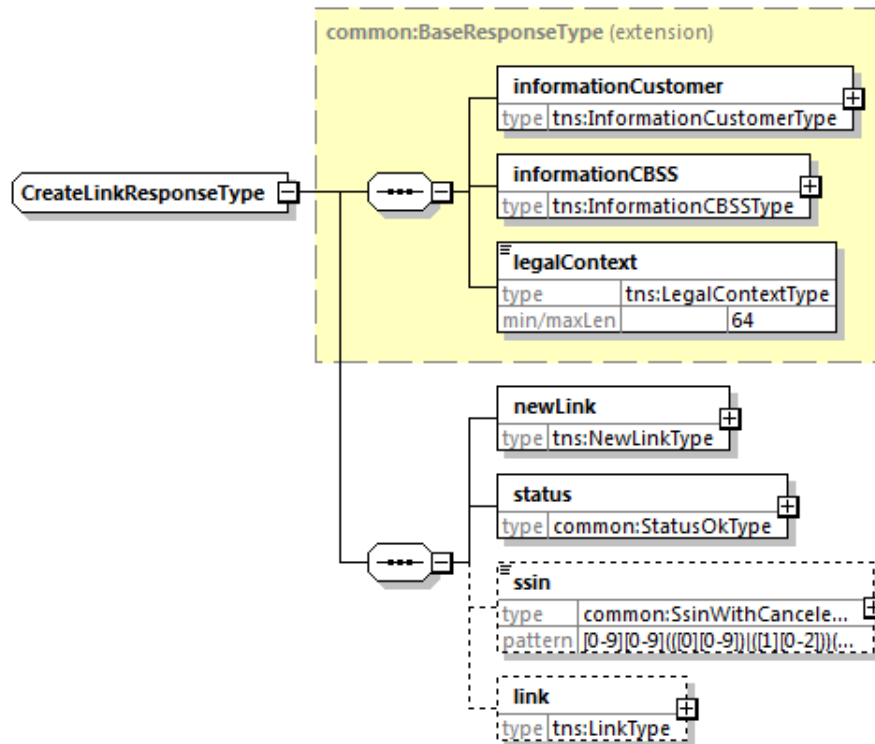 common:BaseResponseType (extension)
informationCustomer
type tns:InformationCustomerType
CreateLinkResponseType
informationCBSS
type tns:InformationCBSSType
legalContext
type tns:LegalContextType
min/maxLen 64
newLink
type tns:NewLinkType
status
type common:StatusOkType
ssin
type common:SsinWithCancele...
pattern [0-9][0-9](([0][0-9])|([1][0-2]))(...
link
type tns:LinkType